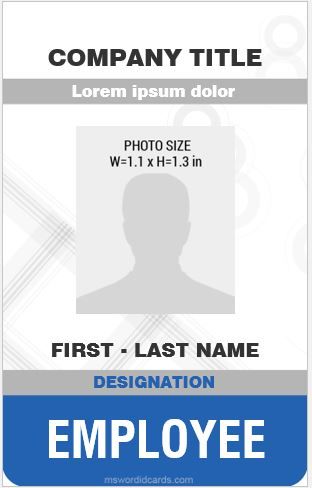 COMPANY TITLE
Lorem ipsum dolor
PHOTO SIZE
W=1.1 x H=1.3 in
FIRST - LAST NAME
DESIGNATION
EMPLOYEE
mswordidcards.com